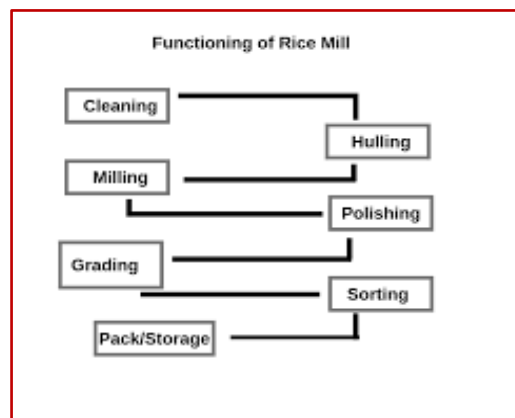 Functioning of Rice Mill
Cleaning
Hulling
Milling
Polishing
Grading
Sorting
Pack/Storage